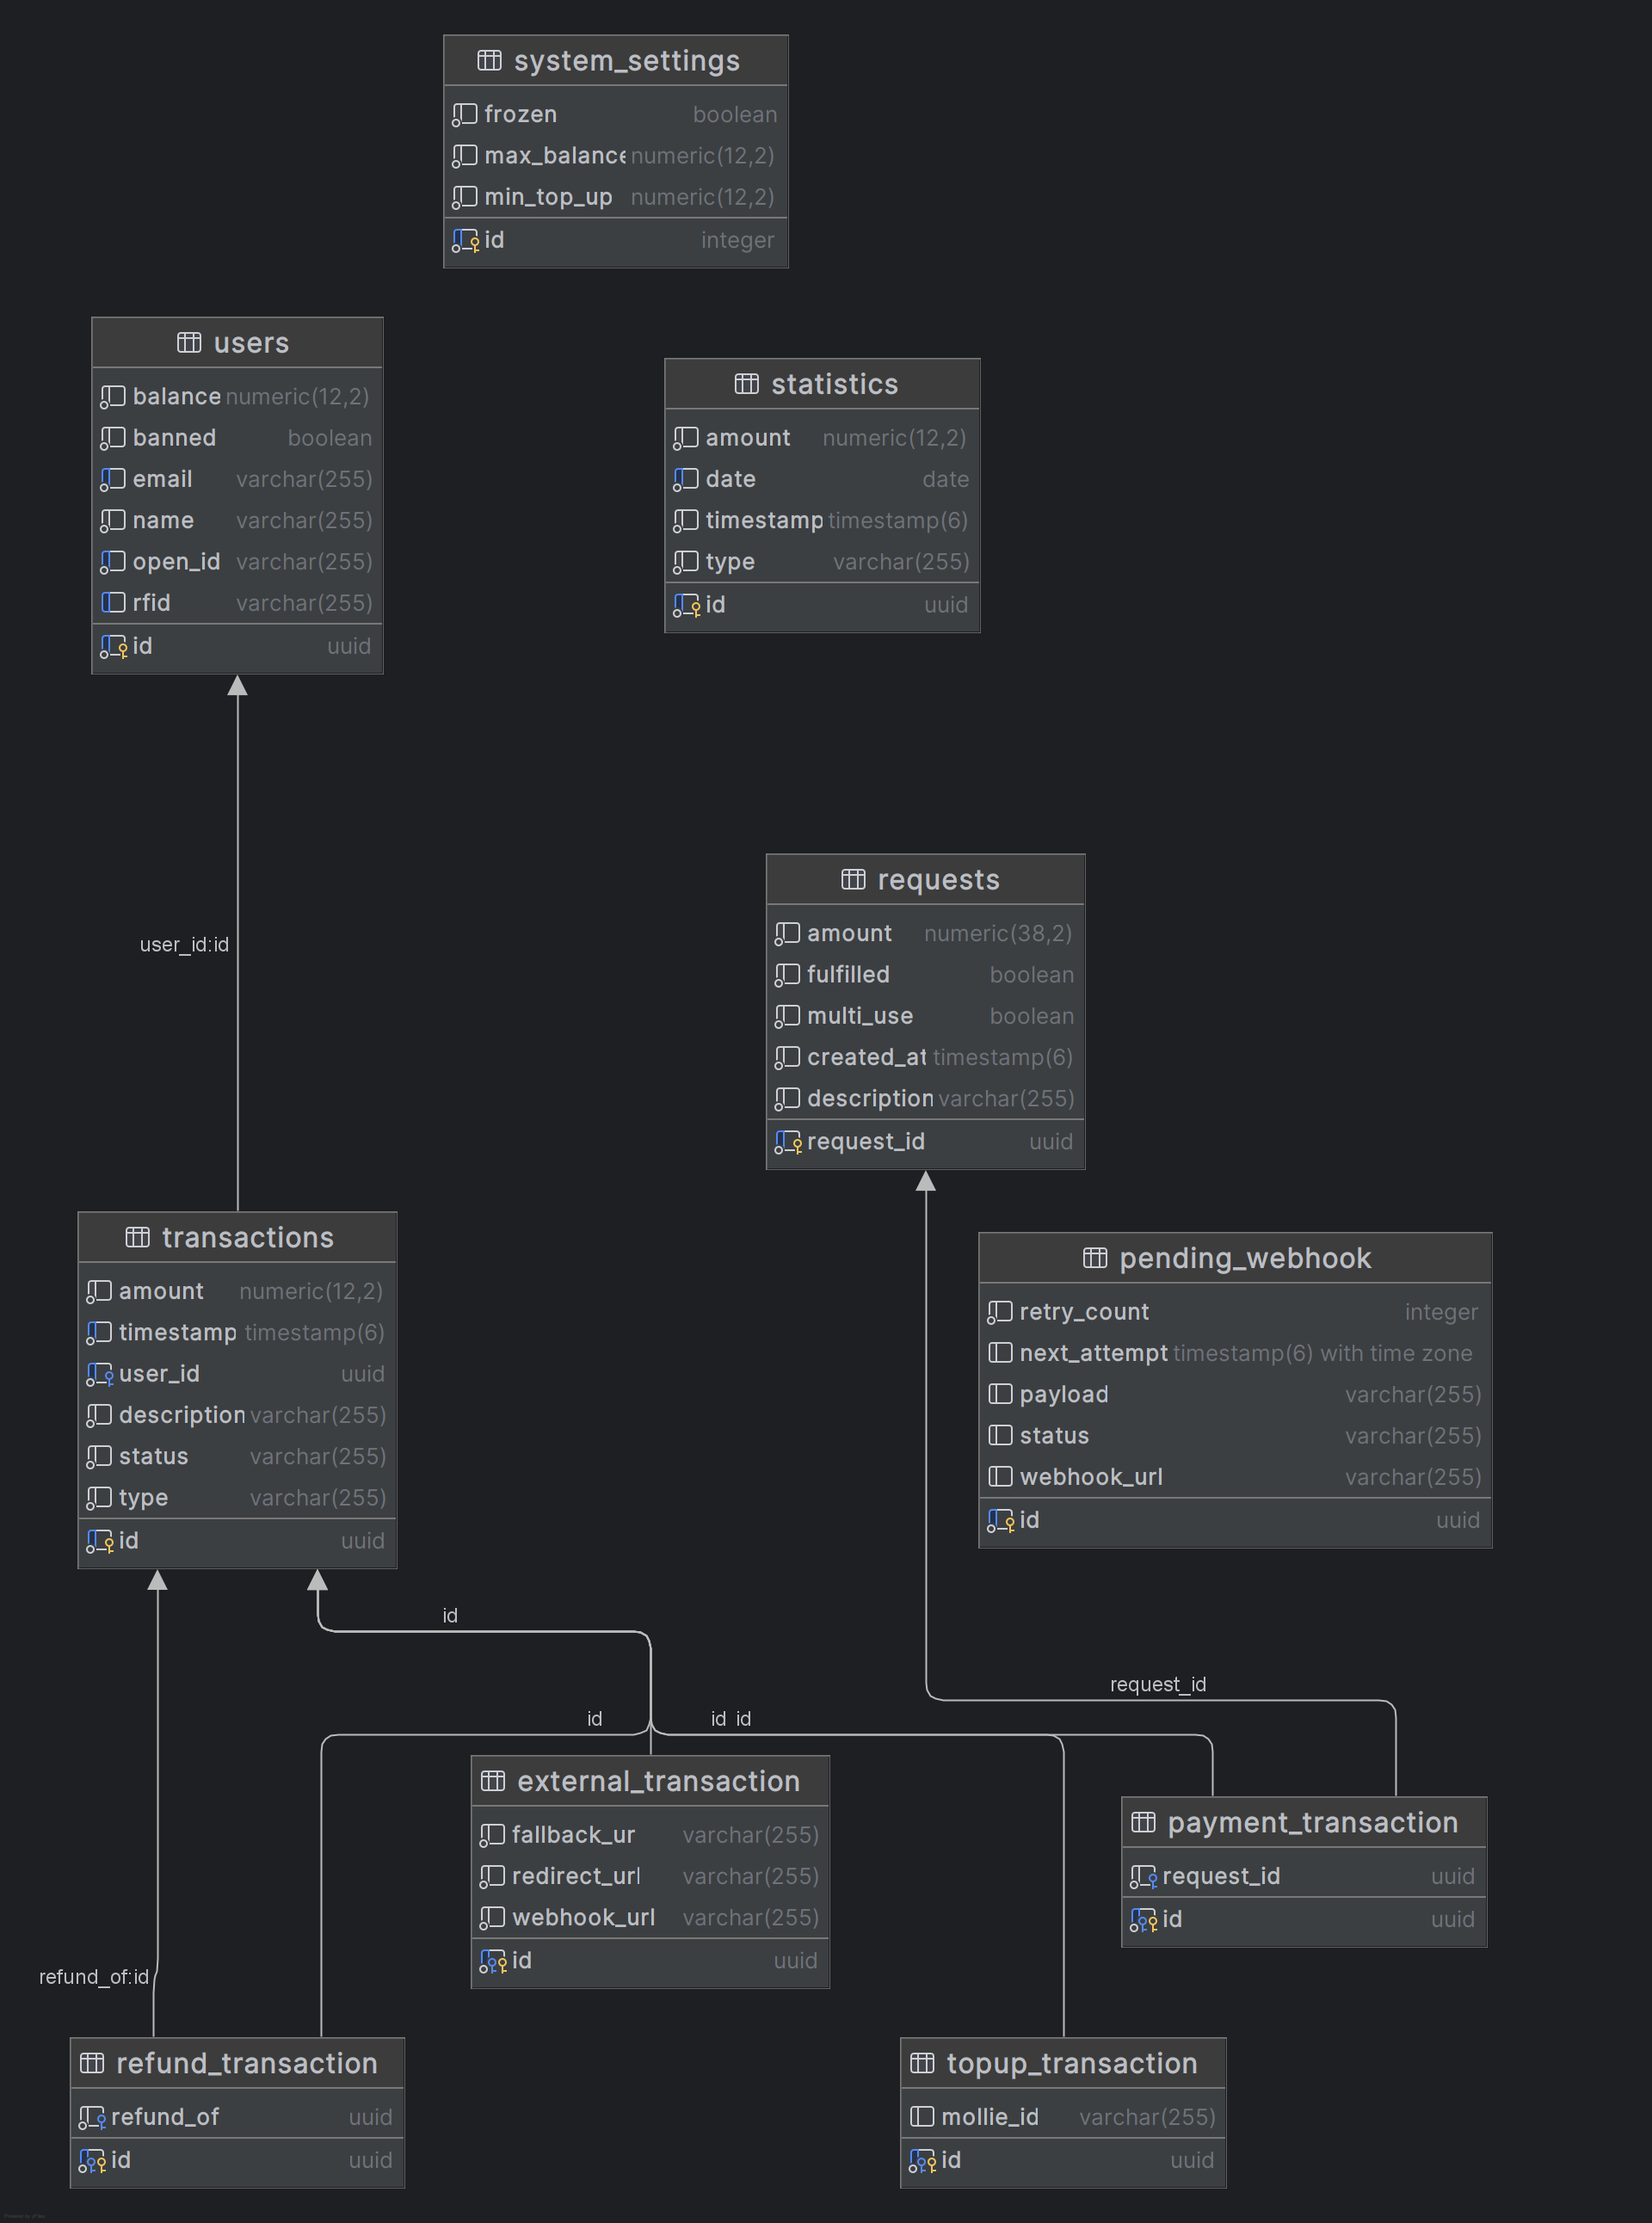 system_settings
frozen boolean
max_balance numeric(12,2)
min_top_up numeric(12,2)
id integer
users
balance numeric(12,2)
banned boolean
email varchar(255)
name varchar(255)
open_id varchar(255)
rfid varchar(255)
id uuid
statistics
amount numeric(12,2)
date date
timestamp timestamp(6)
type varchar(255)
id uuid
requests
amount numeric(38,2)
fulfilled boolean
multi_use boolean
created_at timestamp(6)
description varchar(255)
request_id uuid
user_id:id
transactions
amount numeric(12,2)
timestamp timestamp(6)
user_id uuid
description varchar(255)
status varchar(255)
type varchar(255)
id uuid
pending_webhook
retry_count integer
next_attempt timestamp(6) with time zone
payload varchar(255)
status varchar(255)
webhook_url varchar(255)
id uuid
id
request_id
id
id id
external_transaction
fallback_ur varchar(255)
redirect_url varchar(255)
webhook_url varchar(255)
id uuid
payment_transaction
request_id uuid
id uuid
refund_of:id
refund_transaction
refund_of uuid
id uuid
topup_transaction
mollie_id varchar(255)
id uuid